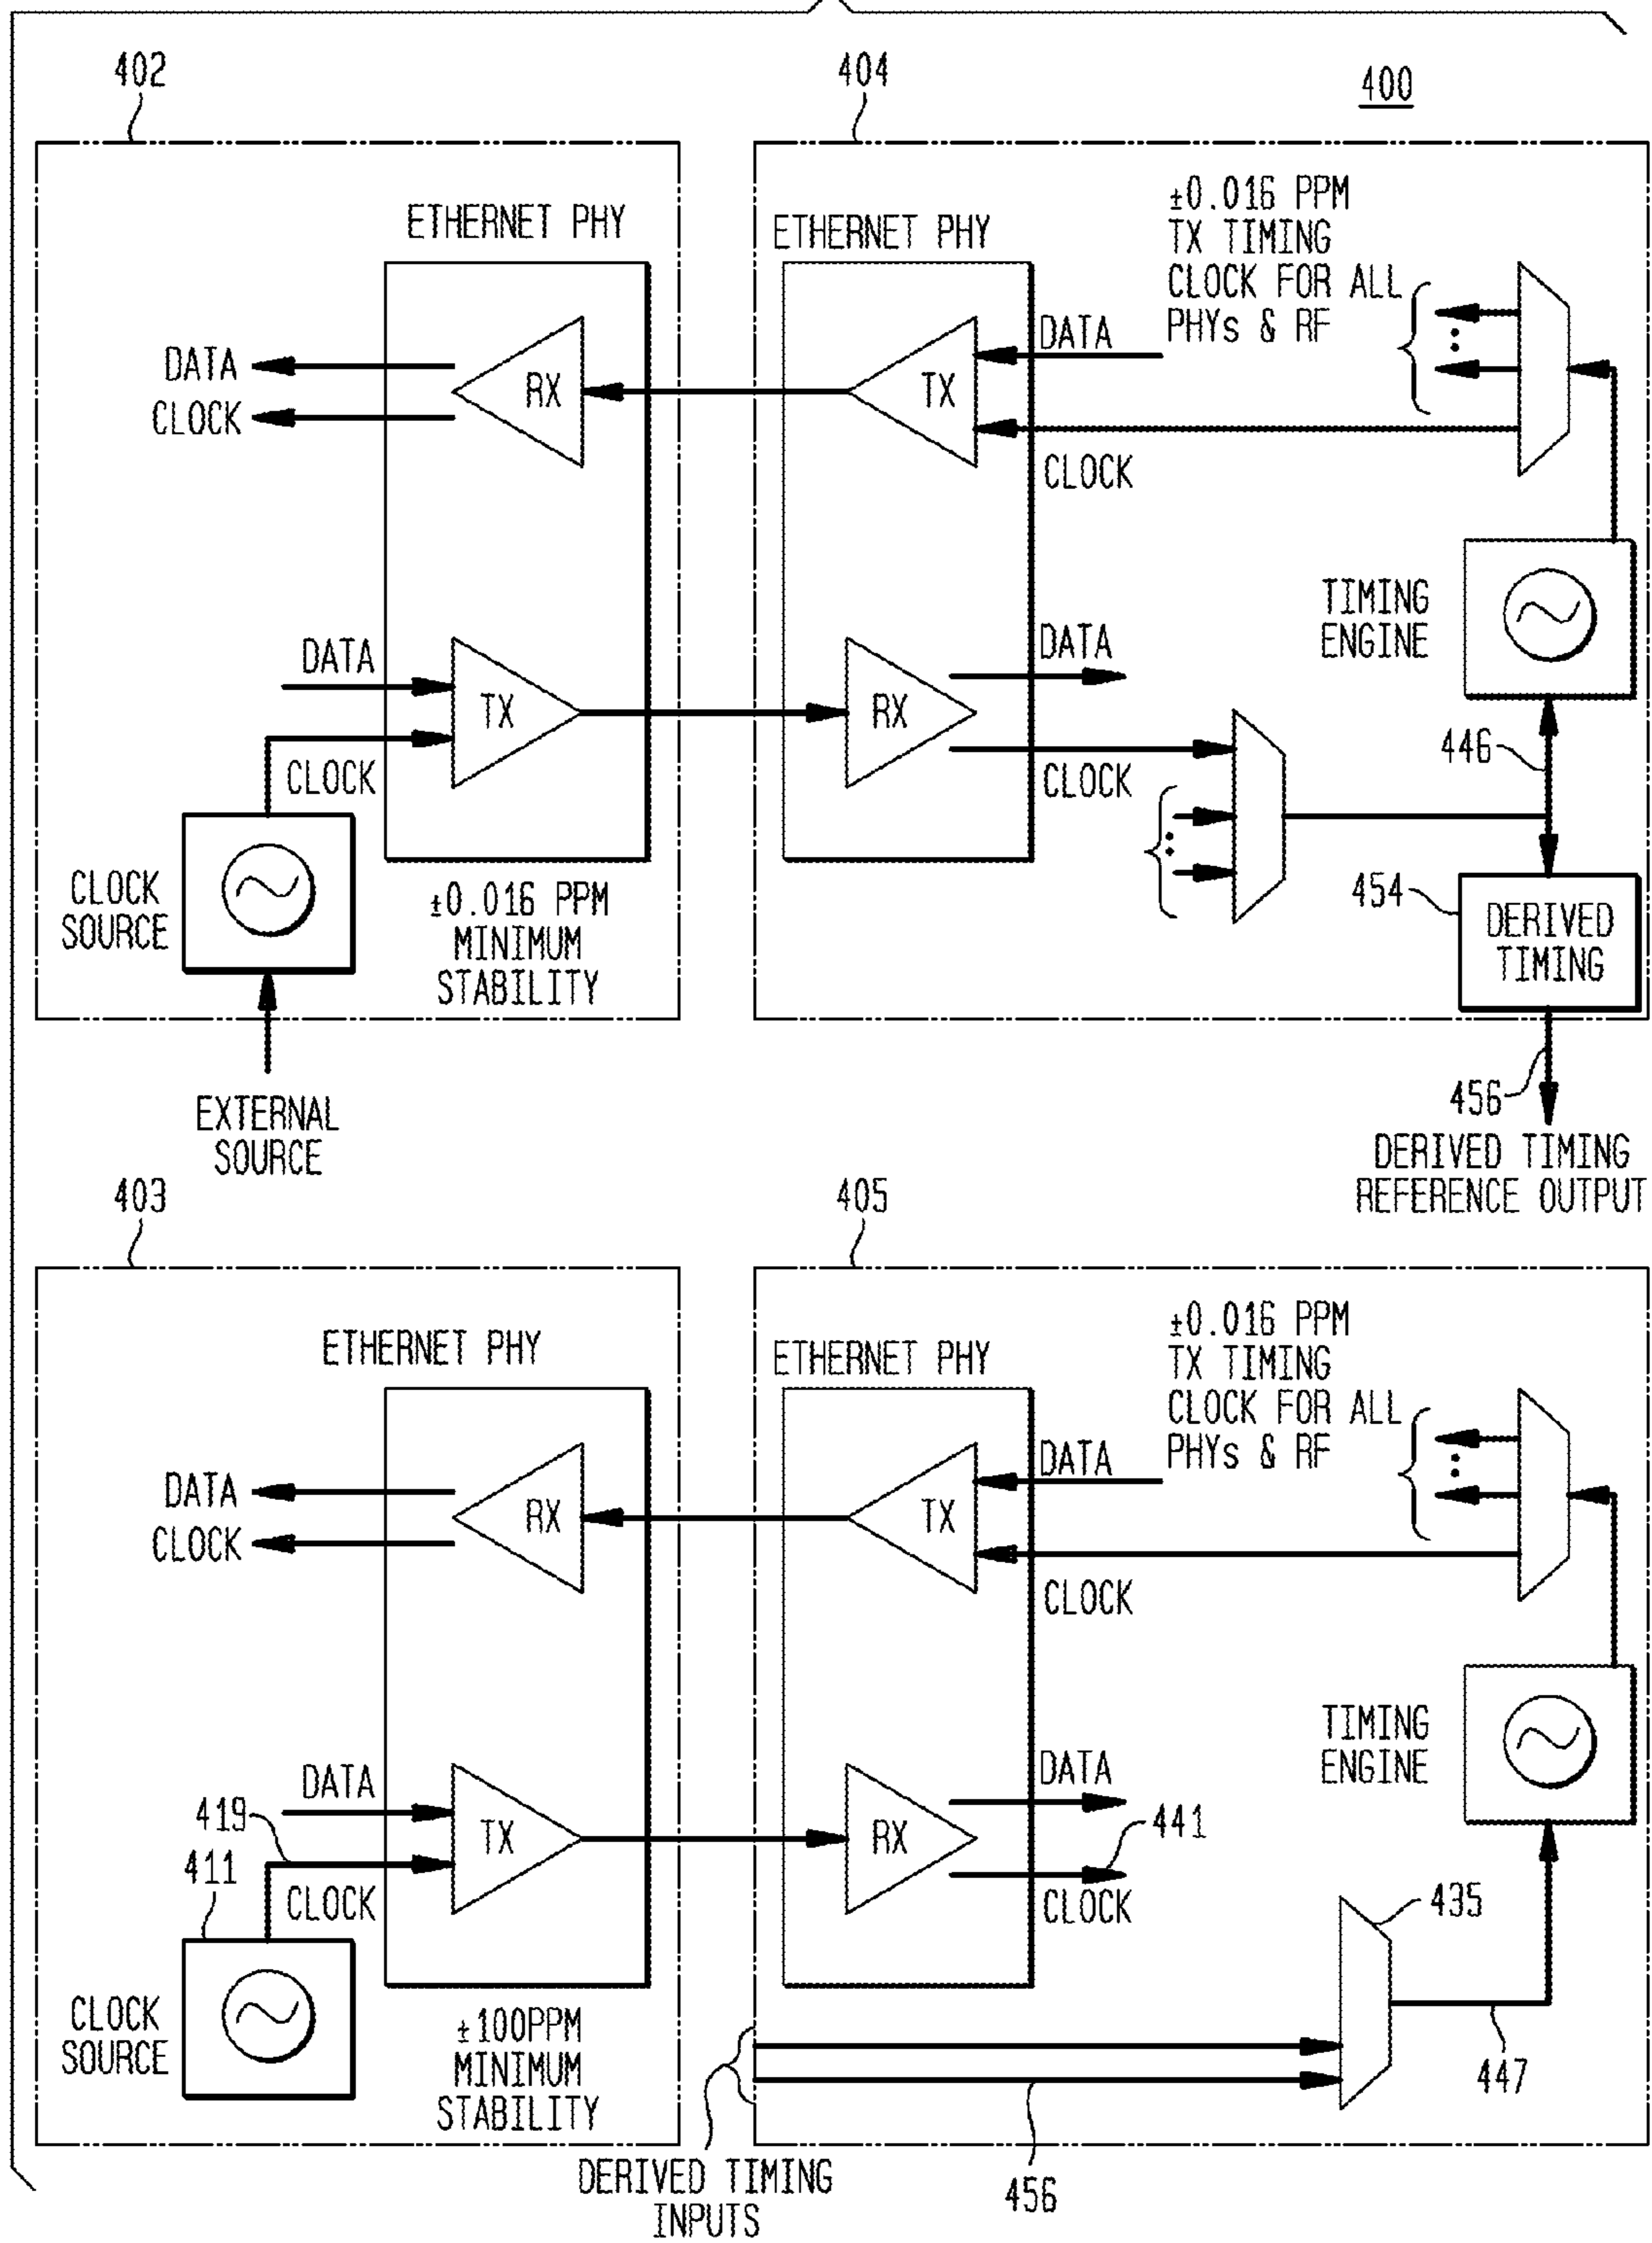 400
402
404
ETHERNET PHY
DATA
CLOCK
RX
DATA
CLOCK
TX
CLOCK
SOURCE
±0.016 PPM
MINIMUM
STABILITY
EXTERNAL
SOURCE
ETHERNET PHY
±0.016 PPM
TX TIMING
CLOCK FOR ALL
PHYs & RF
TX
DATA
CLOCK
TIMING
ENGINE
RX
DATA
CLOCK
446
454
DERIVED
TIMING
456
DERIVED TIMING
REFERENCE OUTPUT
403
405
ETHERNET PHY
DATA
CLOCK
RX
DATA
419
TX
411
CLOCK
CLOCK
SOURCE
±100PPM
MINIMUM
STABILITY
ETHERNET PHY
±0.016 PPM
TX TIMING
CLOCK FOR ALL
PHYs & RF
TX
DATA
CLOCK
TIMING
ENGINE
RX
DATA
441
CLOCK
435
447
DERIVED TIMING
INPUTS
456